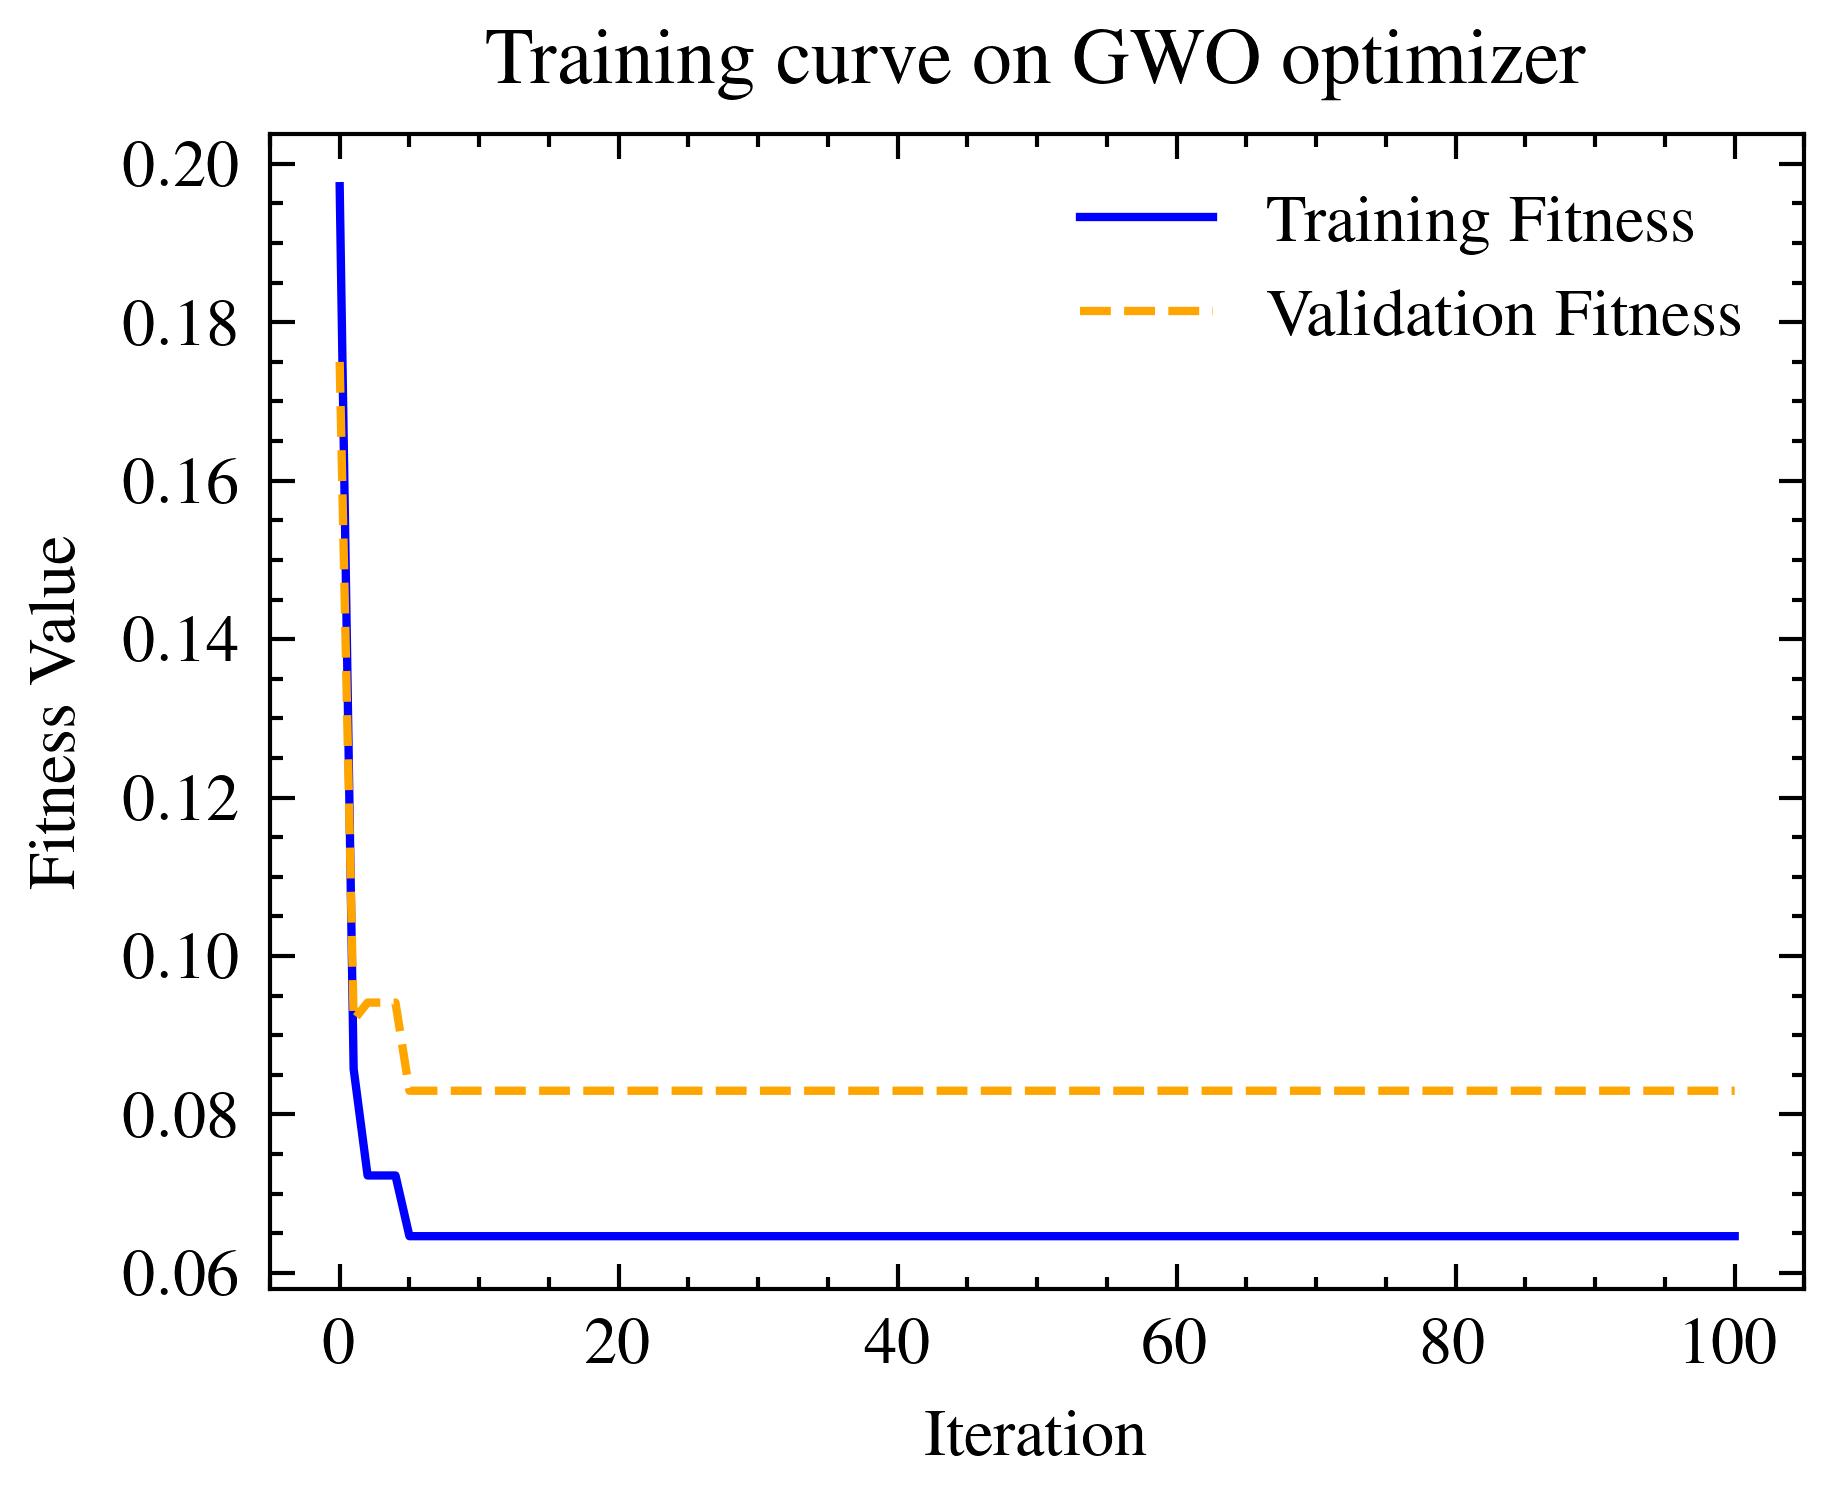 Training curve on GWO optimizer
Training Fitness
Validation Fitness
Fitness Value
0.20
0.18
0.16
0.14
0.12
0.10
0.08
0.06
0 20 40 60 80 100
Iteration